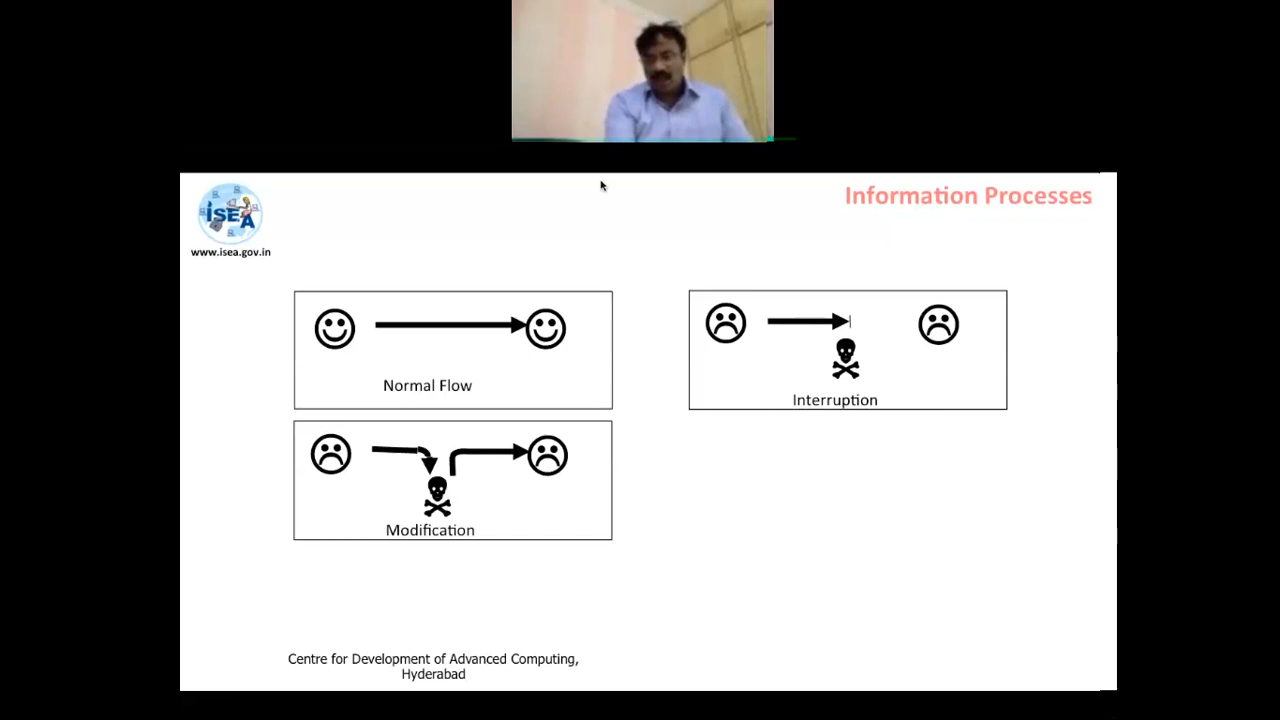 Information Processes
ISEA
www.isea.gov.in
Normal Flow
Interruption
Modification
Centre for Development of Advanced Computing,
Hyderabad